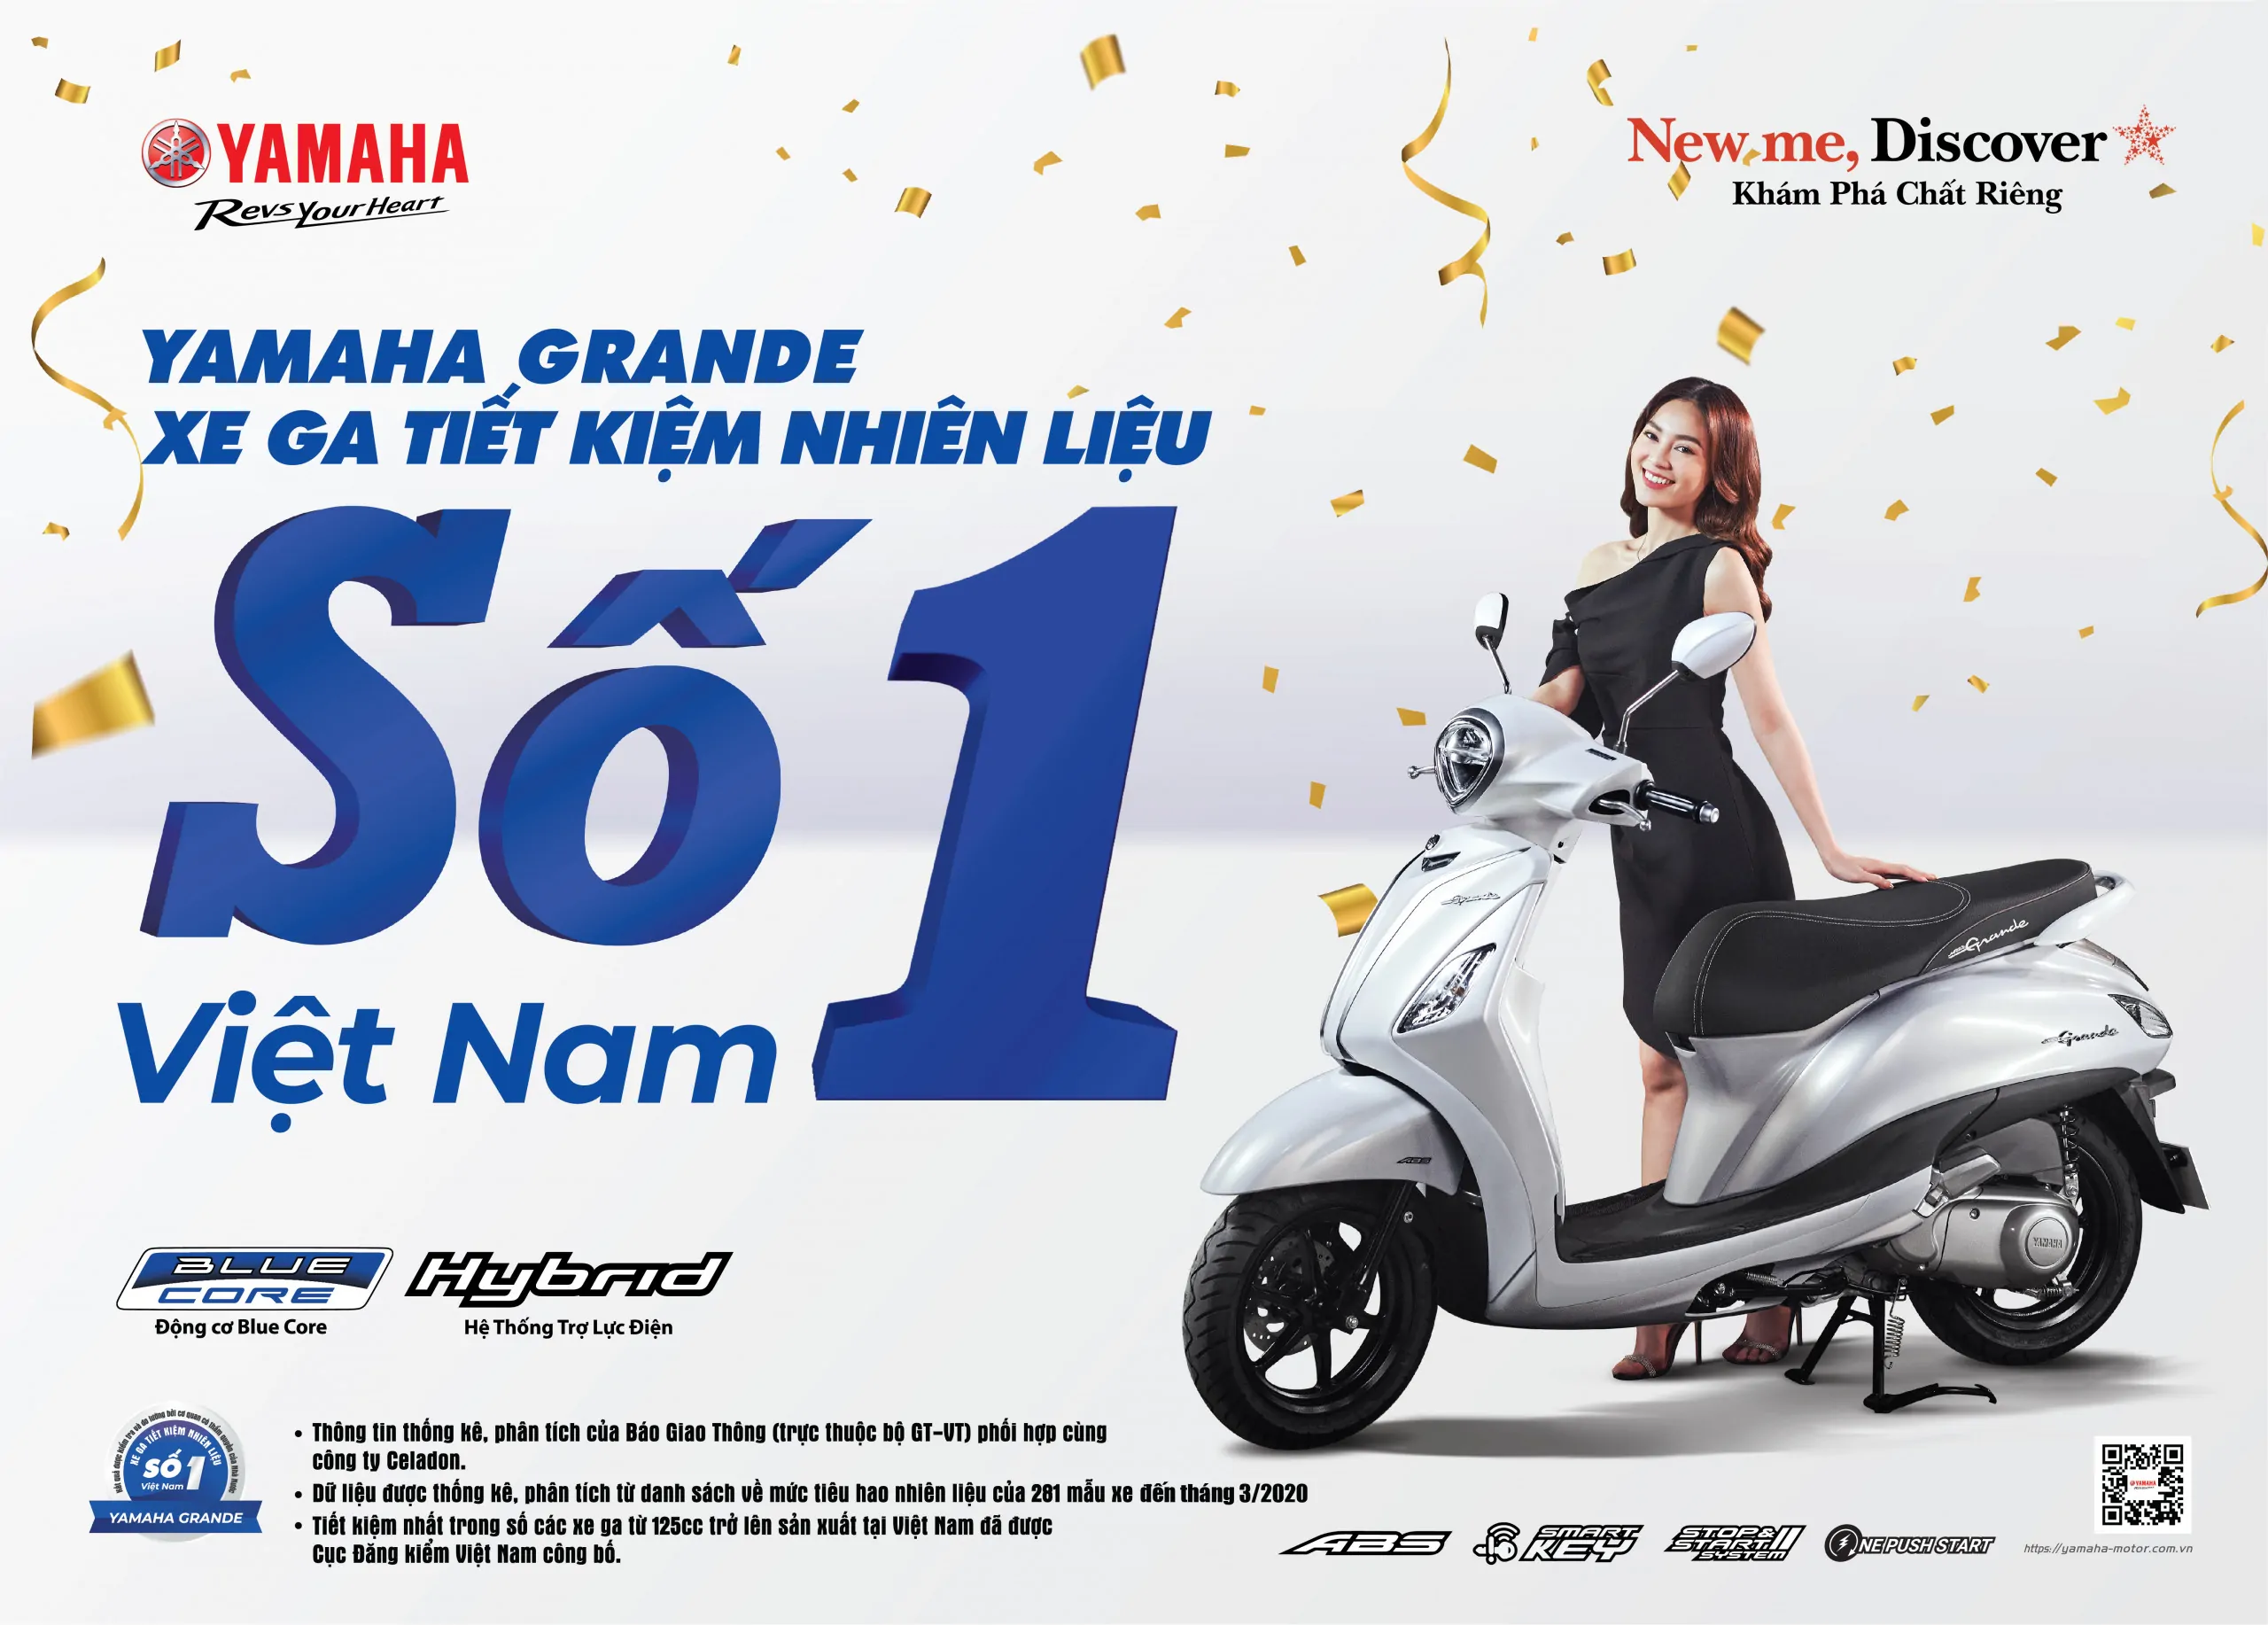 YAMAHA
Revs Your Heart
New me, Discover
Khám Phá Chất Riêng
YAMAHA GRANDE
XE GA TIẾT KIỆM NHIÊN LIỆU
Số 1
Việt Nam
Grande
Grande
Grande
ABS
YAMAHA
BLUE
CORE
Động cơ Blue Core
Hybrid
Hệ Thống Trợ Lực Điện
XE GA TIẾT KIỆM NHIÊN LIỆU
SỐ 1
Việt Nam
YAMAHA GRANDE
• Thông tin thống kê, phân tích của Báo Giao Thông (trực thuộc bộ GT-VT) phối hợp cùng
công ty Celadon.
• Dữ liệu được thống kê, phân tích từ danh sách về mức tiêu hao nhiên liệu của 281 mẫu xe đến tháng 3/2020
• Tiết kiệm nhất trong số các xe ga từ 125cc trở lên sản xuất tại Việt Nam đã được
Cục Đăng kiểm Việt Nam công bố.
ABS
SMART
KEY
STOP&
START
SYSTEM
ONE PUSH START
YAMAHA
https://yamaha-motor.com.vn